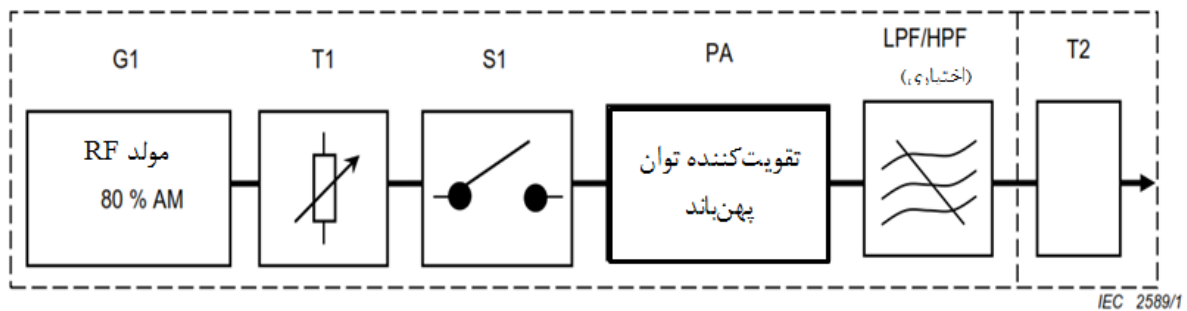 G1
T1
S1
PA
LPF/HPF
(اختیاری)
T2
مولد RF
80 % AM
تقویت‌کننده توان
پهن‌باند
IEC 2589/1